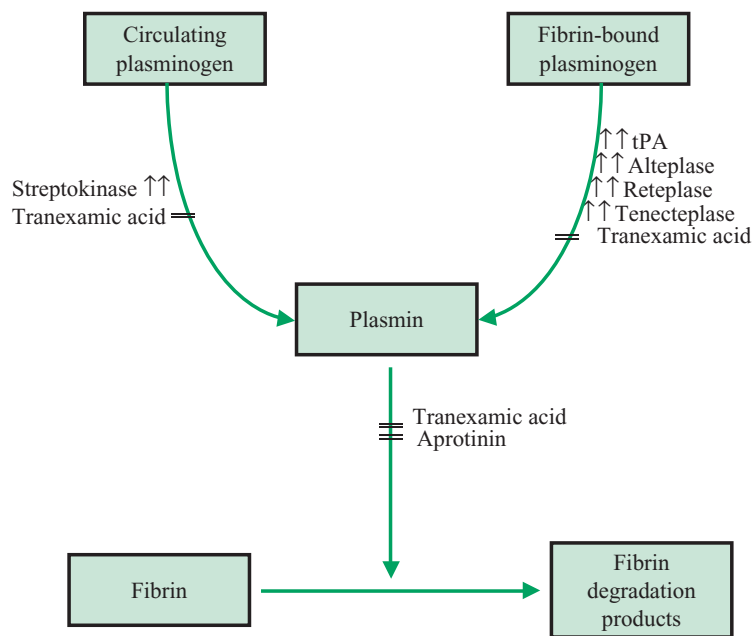 Circulating
plasminogen
Fibrin-bound
plasminogen
↑↑ tPA
↑↑ Alteplase
↑↑ Reteplase
↑↑ Tenecteplase
Tranexamic acid
Streptokinase ↑↑
Tranexamic acid
Plasmin
Tranexamic acid
Aprotinin
Fibrin
Fibrin
degradation
products